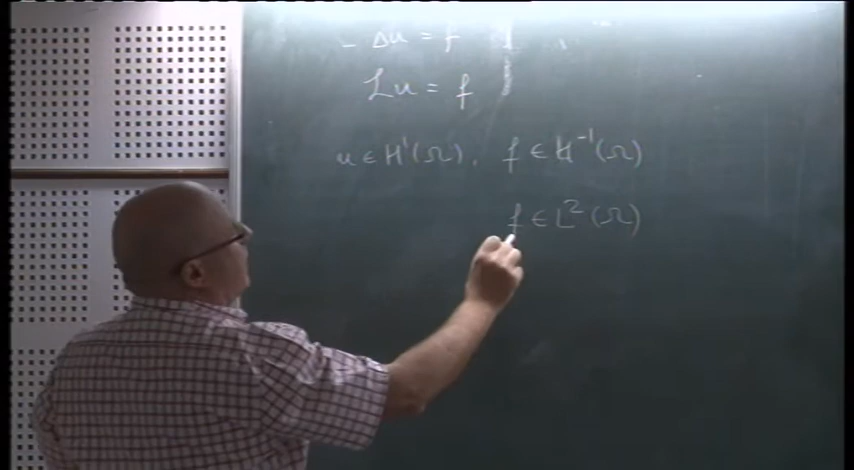 - Δu = f
Lu = f
u ∈ H¹(Ω), f ∈ H⁻¹(Ω)
f ∈ L²(Ω)